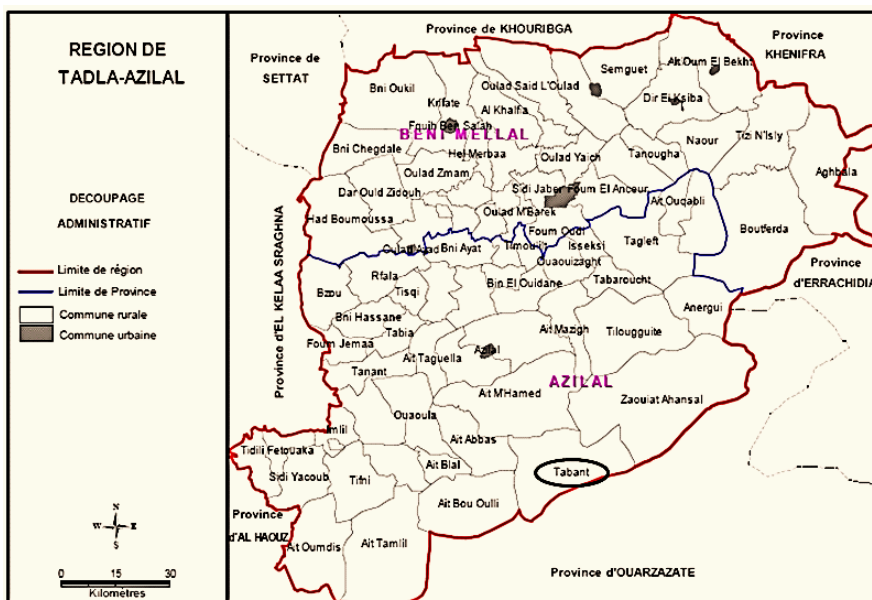 REGION DE
TADLA-AZILAL
DECOUPAGE
ADMINISTRATIF
Limite de région
Limite de Province
Commune rurale
Commune urbaine
N
W E
S
0 15 30
Kilomètres
Province de KHOURIBGA
Province de
SETTAT
Province
KHENIFRA
Province d'EL KELAA SRAGHNA
Province
d'ERRACHIDIA
Province
d'AL HAOUZ
Province d'OUARZAZATE
BENI MELLAL
AZILAL
Bni Oukil
Krifate
Fquih Ben Salah
Oulad Said L'Oulad
Al Khalfia
Semguet
Ait Oum El Bekht
Dir El Ksiba
Bni Chegdale
Hel Merbaa
Oulad Yaich
Tanougha
Naour
Tizi N'Isly
Aghbala
Oulad Zmam
Dar Ould Zidouh
Sidi Jaber
Foum El Anceur
Had Boumoussa
Oulad M'Barek
Ait Ouqabli
Foum Oudi
Boutferda
Oulad Ayad
Bni Ayat
Timoulilt
Isseksi
Tagleft
Ouaouizaght
Rfala
Bzou
Tisqi
Bin El Ouidane
Tabaroucht
Anergui
Bni Hassane
Tabia
Ait Mazigh
Tilougguite
Foum Jemaa
Ait Taguella
Azilal
Tanant
Ait M'Hamed
Zaouiat Ahansal
Ouaoula
Imlil
Ait Abbas
Tidili Fetouaka
Ait Blal
Tabant
Sidi Yacoub
Tifni
Ait Bou Oulli
Ait Oumdis
Ait Tamlil